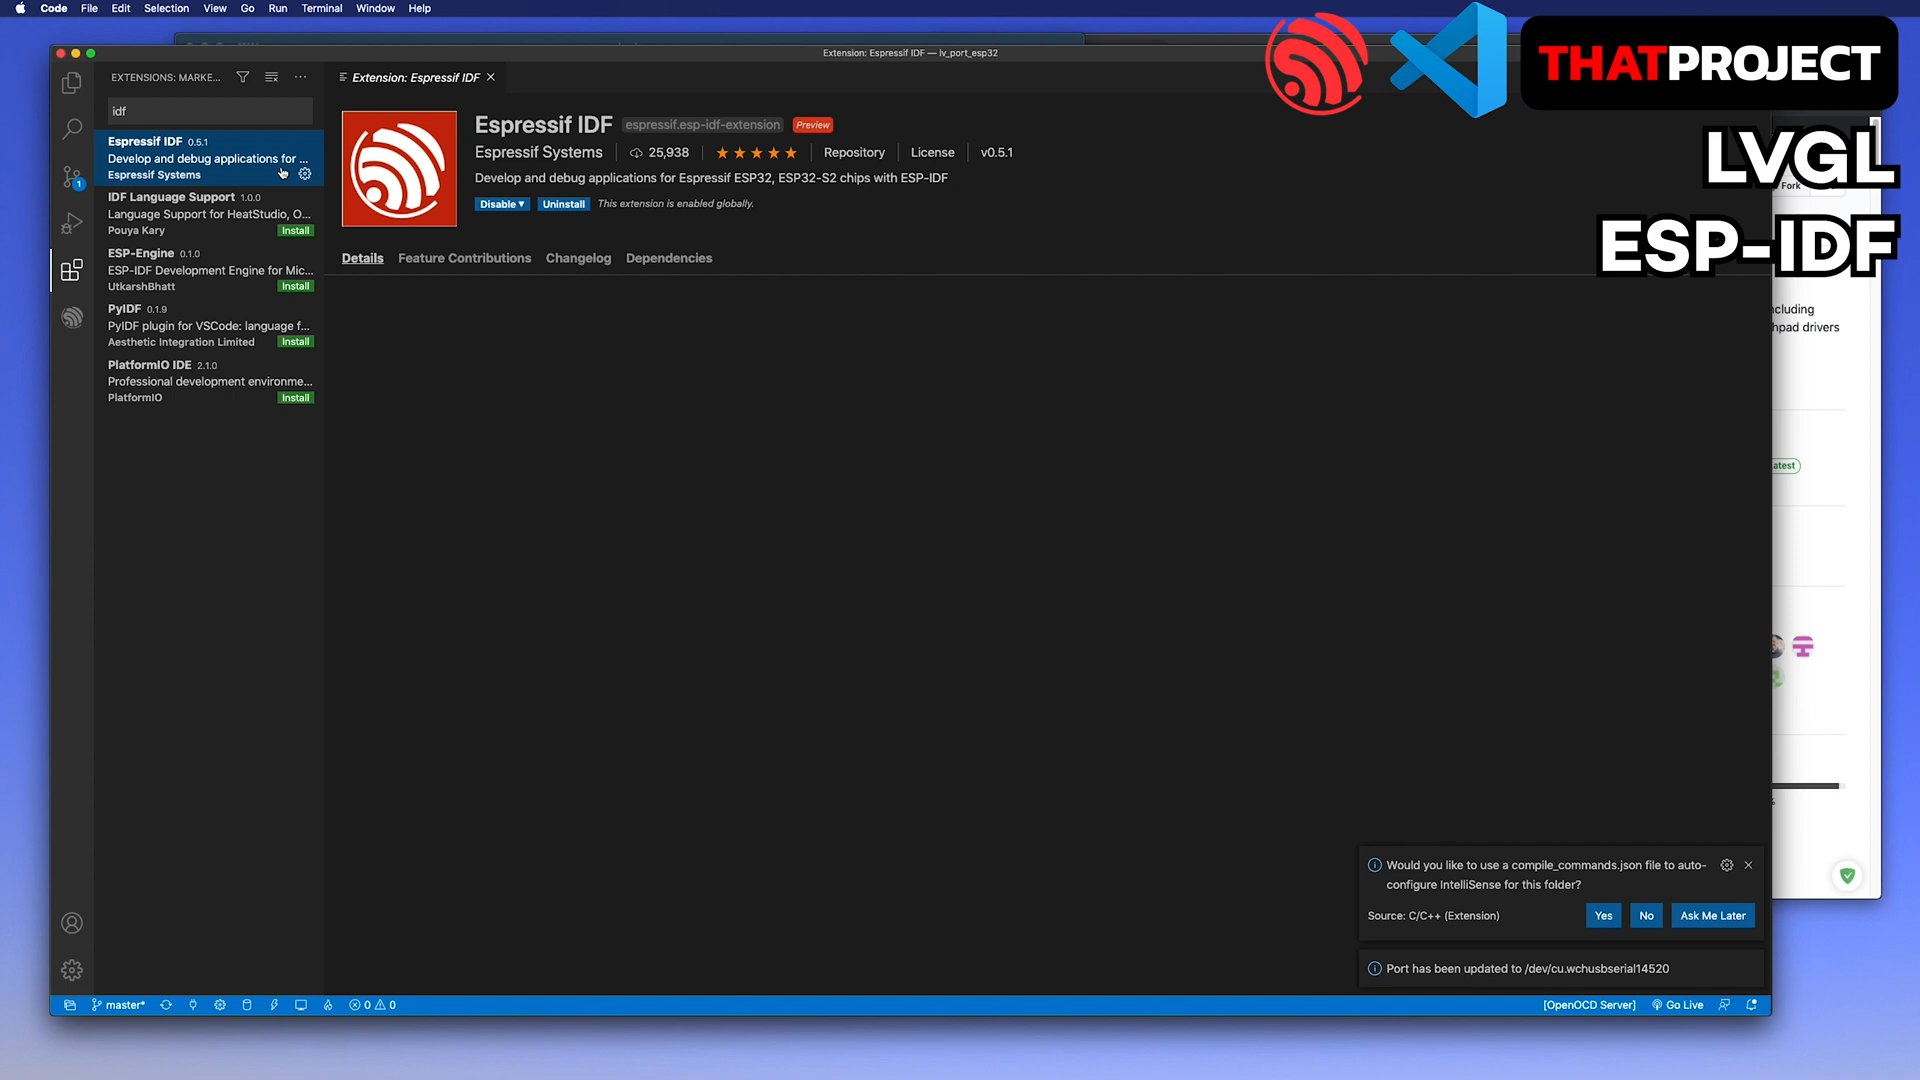 Code File Edit Selection View Go Run Terminal Window Help
Extension: Espressif IDF — lv_port_esp32
THATPROJECT
LVGL
ESP-IDF
EXTENSIONS: MARKE...
Extension: Espressif IDF
idf
Espressif IDF 0.5.1
Develop and debug applications for ...
Espressif Systems
IDF Language Support 1.0.0
Language Support for HeatStudio, O...
Pouya Kary Install
ESP-Engine 0.1.0
ESP-IDF Development Engine for Mic...
UtkarshBhatt Install
PyIDF 0.1.9
PyIDF plugin for VSCode: language f...
Aesthetic Integration Limited Install
PlatformIO IDE 2.1.0
Professional development environme...
PlatformIO Install
1
Espressif IDF espressif.esp-idf-extension Preview
Espressif Systems 25,938 Repository License v0.5.1
Develop and debug applications for Espressif ESP32, ESP32-S2 chips with ESP-IDF
Disable Uninstall This extension is enabled globally.
Details Feature Contributions Changelog Dependencies
Fork
ncluding
hpad drivers
atest
Would you like to use a compile_commands.json file to auto-
configure IntelliSense for this folder?
Source: C/C++ (Extension) Yes No Ask Me Later
Port has been updated to /dev/cu.wchusbserial14520
master* 0 0 [OpenOCD Server] Go Live